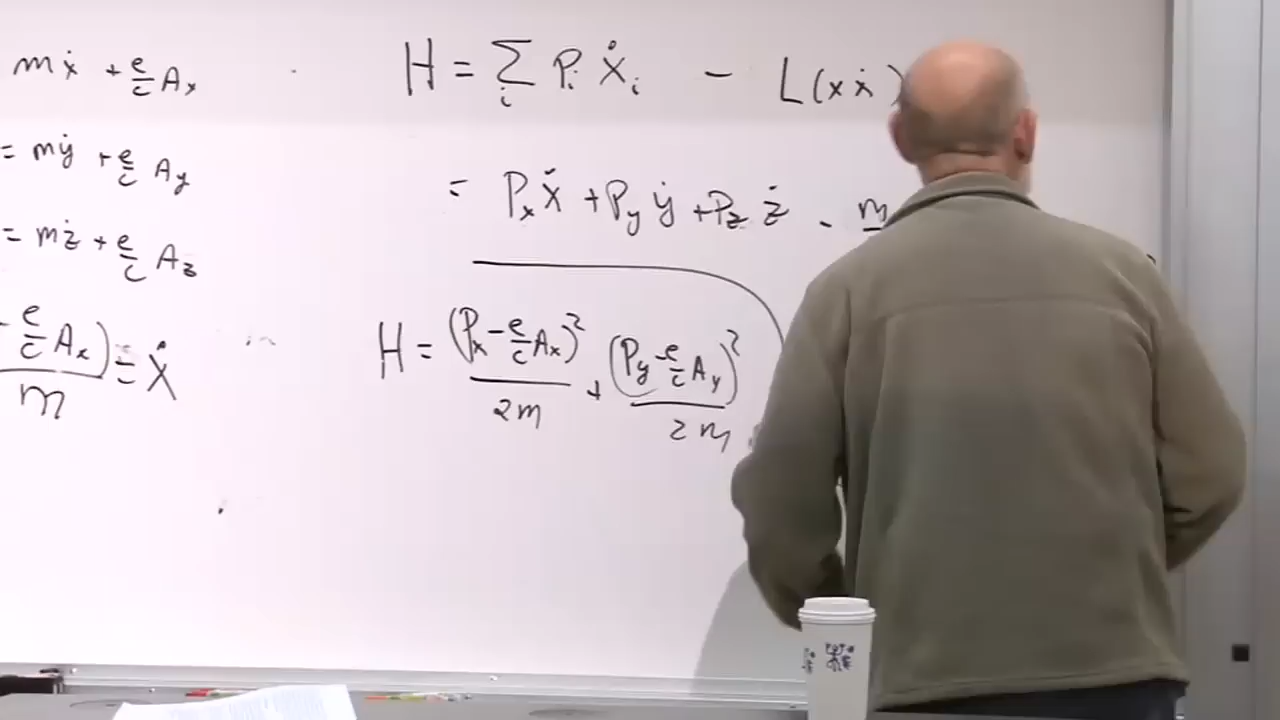 mẋ + e/c Aₓ
= mẏ + e/c A_y
= mż + e/c A_z
- e/c Aₓ) / m = ẋ
H = Σᵢ Pᵢ Ẋᵢ - L(x ẋ)
= Pₓ ẋ + P_y ẏ + P_z ż - m
H = (Pₓ - e/c Aₓ)² / 2m + (P_y - e/c A_y)² / 2m